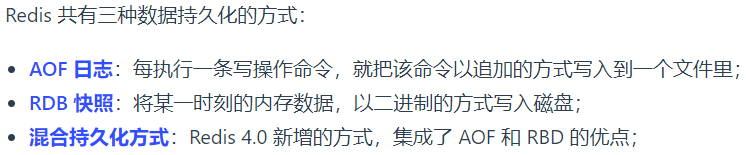 Redis 共有三种数据持久化的方式：
• AOF 日志：每执行一条写操作命令，就把该命令以追加的方式写入到一个文件里；
• RDB 快照：将某一时刻的内存数据，以二进制的方式写入磁盘；
• 混合持久化方式：Redis 4.0 新增的方式，集成了 AOF 和 RBD 的优点；